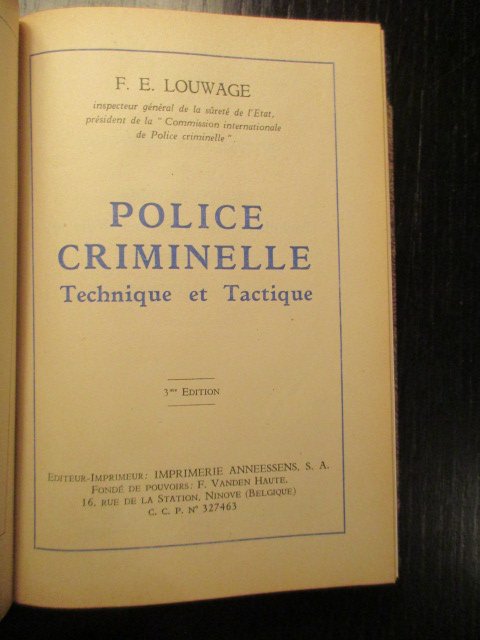 F. E. LOUWAGE
inspecteur général de la sûreté de l'Etat,
président de la "Commission internationale
de Police criminelle".
POLICE
CRIMINELLE
Technique et Tactique
3me EDITION
EDITEUR-IMPRIMEUR: IMPRIMERIE ANNEESSENS, S. A.
FONDÉ DE POUVOIRS: F. VANDEN HAUTE.
16, RUE DE LA STATION, NINOVE (BELGIQUE)
C. C. P. N° 327463